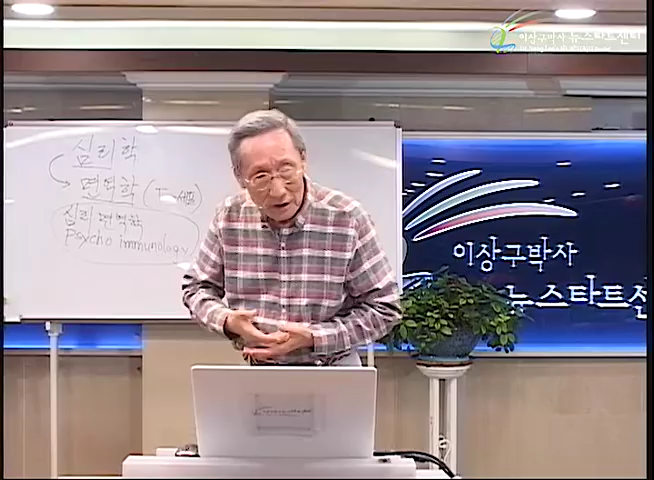 이상구박사 뉴스타트센터
심리학
면역학 (T-세포)
심리면역학
Psycho immunology
이상구박사
뉴스타트센